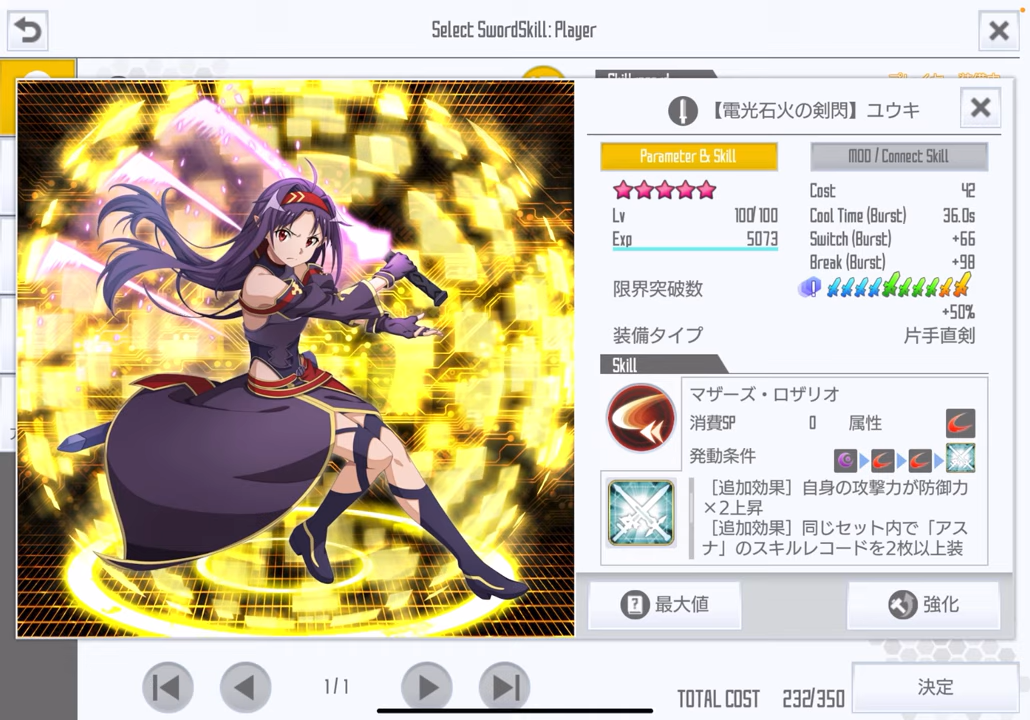 Select SwordSkill: Player
【電光石火の剣閃】ユウキ
Parameter & Skill
MOD / Connect Skill
Lv 100/100
Exp 5073
Cost 42
Cool Time (Burst) 36.0s
Switch (Burst) +66
Break (Burst) +98
限界突破数
+50%
装備タイプ 片手直剣
Skill
マザーズ・ロザリオ
消費SP 0 属性
発動条件
［追加効果］自身の攻撃力が防御力
×2上昇
［追加効果］同じセット内で「アス
ナ」のスキルレコードを2枚以上装
最大値
強化
1/1
TOTAL COST 232/350
決定